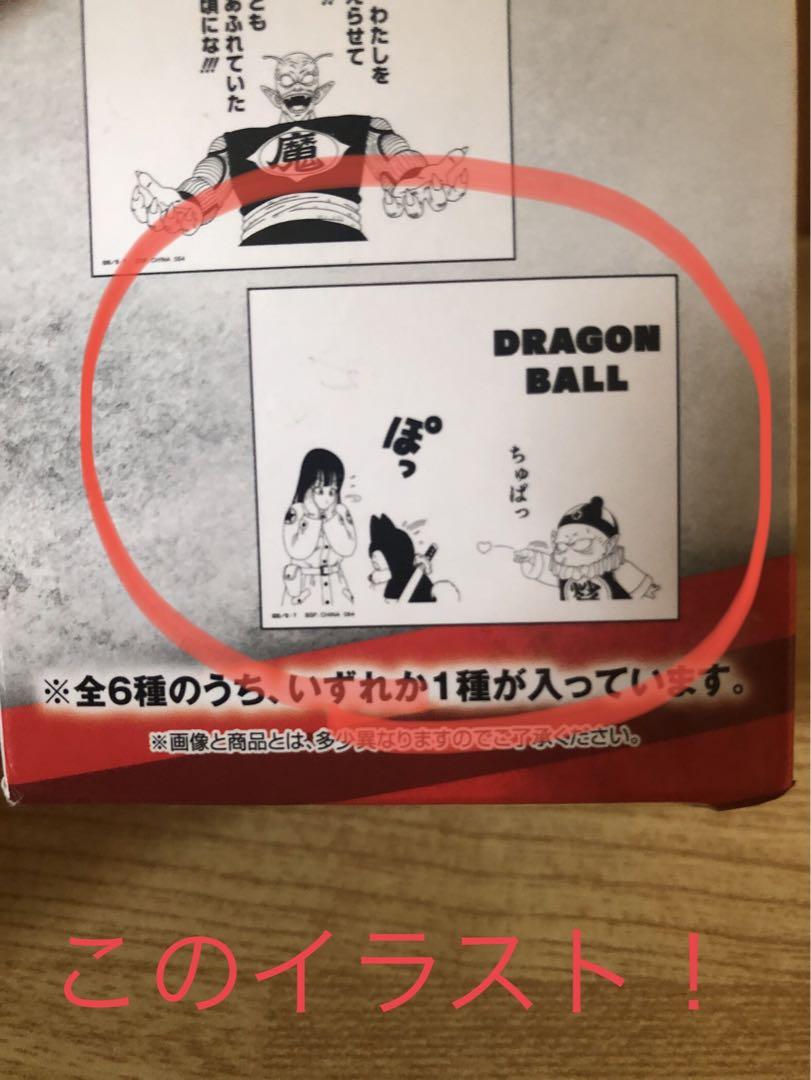 わたしを
えらせて
とも
あふれていた
頃にな!!!
魔
DRAGON
BALL
ぽっ
ちゅぱっ
※全6種のうち、いずれか1種が入っています。
※画像と商品とは、多少異なりますのでご了承ください。
このイラスト！